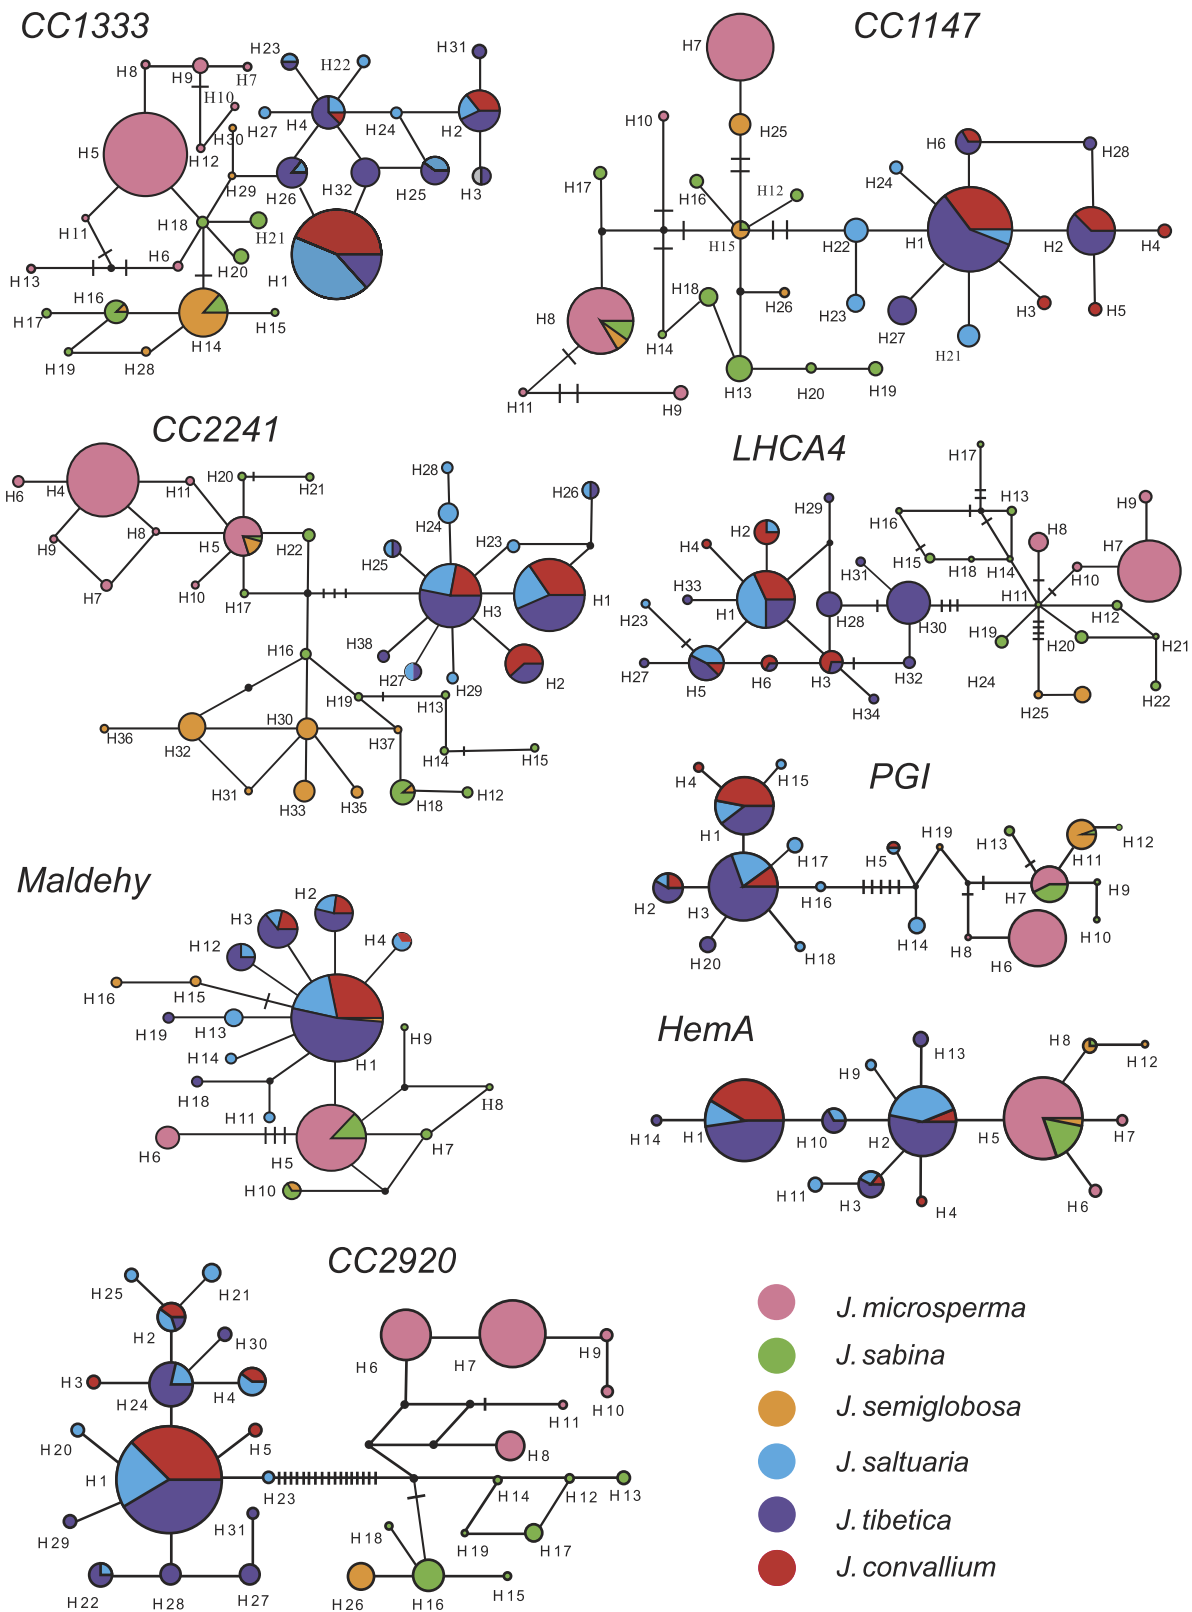 CC1333
H23
H31
H8
H9
H7
H22
H10
H27
H4
H24
H2
H5
H30
H12
H29
H26
H32
H25
H3
H11
H18
H21
H6
H20
H13
H1
H16
H17
H14
H15
H19
H28
CC1147
H7
H10
H25
H6
H28
H17
H16
H12
H24
H15
H22
H1
H2
H4
H18
H26
H23
H3
H5
H8
H14
H27
H21
H13
H20
H19
H11
H9
CC2241
H6
H4
H11
H20
H21
H28
H26
H24
H9
H8
H5
H22
H23
H25
H7
H10
H17
H3
H1
H38
H16
H27
H29
H2
H19
H13
H36
H32
H30
H37
H14
H15
H31
H33
H35
H18
H12
LHCA4
H17
H13
H29
H9
H2
H16
H8
H7
H4
H31
H15
H18
H14
H10
H33
H23
H1
H28
H30
H11
H12
H19
H20
H21
H27
H5
H6
H3
H32
H24
H22
H34
H25
PGI
H4
H15
H13
H19
H12
H1
H17
H5
H11
H2
H3
H16
H7
H9
H14
H10
H20
H18
H8
H6
Maldehy
H2
H3
H4
H12
H16
H15
H19
H13
H9
H14
H1
H18
H11
H8
H6
H5
H7
H10
HemA
H13
H8
H9
H12
H14
H1
H10
H2
H5
H7
H11
H3
H4
H6
CC2920
H25
H21
H2
H30
H6
H7
H9
H3
H24
H4
H11
H10
H20
H5
H8
H1
H23
H14
H12
H13
H29
H31
H18
H19
H17
H22
H28
H27
H26
H16
H15
J. microsperma
J. sabina
J. semiglobosa
J. saltuaria
J. tibetica
J. convallium